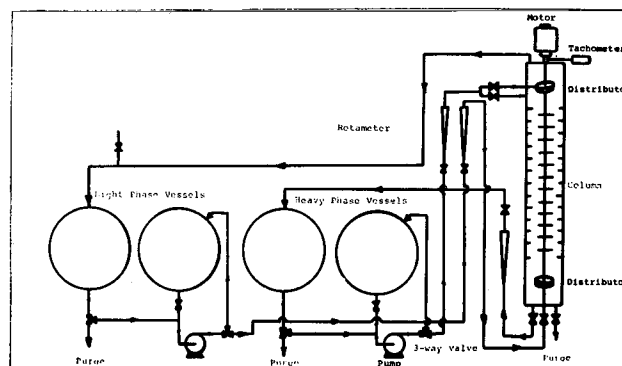 Motor
Tachometer
Distributo
Rotameter
Column
Light Phase Vessels
Heavy Phase Vessels
Distributo
3-way valve
Purge
Purge
Pump
Purge